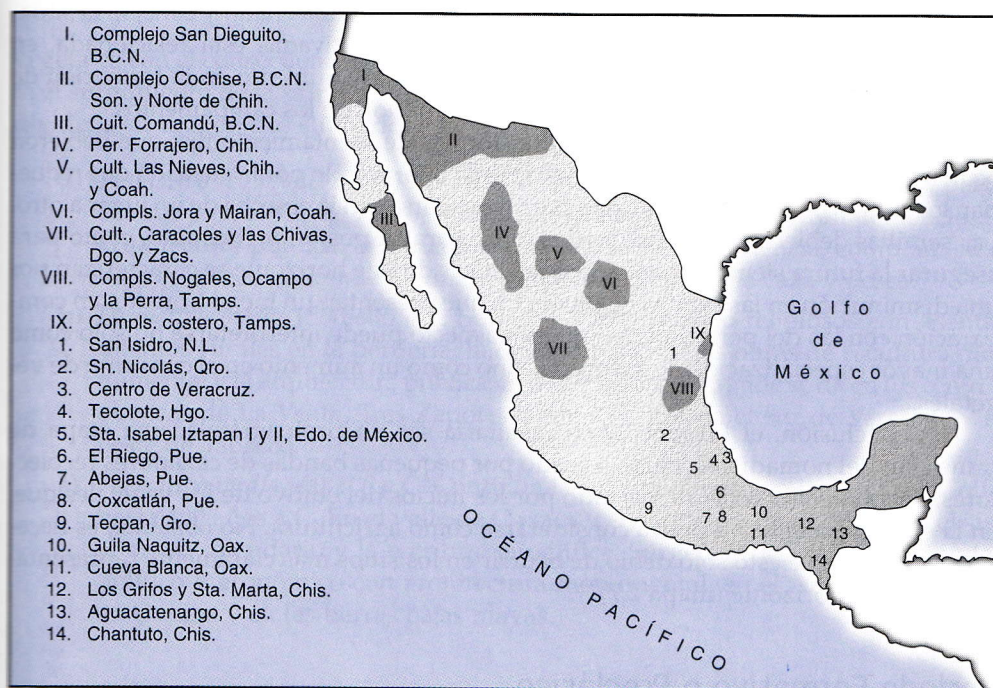 I. Complejo San Dieguito,
B.C.N.
II. Complejo Cochise, B.C.N.
Son. y Norte de Chih.
III. Cuit. Comandú, B.C.N.
IV. Per. Forrajero, Chih.
V. Cult. Las Nieves, Chih.
y Coah.
VI. Compls. Jora y Mairan, Coah.
VII. Cult., Caracoles y las Chivas,
Dgo. y Zacs.
VIII. Compls. Nogales, Ocampo
y la Perra, Tamps.
IX. Compls. costero, Tamps.
1. San Isidro, N.L.
2. Sn. Nicolás, Qro.
3. Centro de Veracruz.
4. Tecolote, Hgo.
5. Sta. Isabel Iztapan I y II, Edo. de México.
6. El Riego, Pue.
7. Abejas, Pue.
8. Coxcatlán, Pue.
9. Tecpan, Gro.
10. Guila Naquitz, Oax.
11. Cueva Blanca, Oax.
12. Los Grifos y Sta. Marta, Chis.
13. Aguacatenango, Chis.
14. Chantuto, Chis.
I
II
III
IV
V
VI
VII
IX
1
VIII
2
3
4
5
6
7
8
9
10
11
12
13
14
Golfo
de
México
OCÉANO PACÍFICO